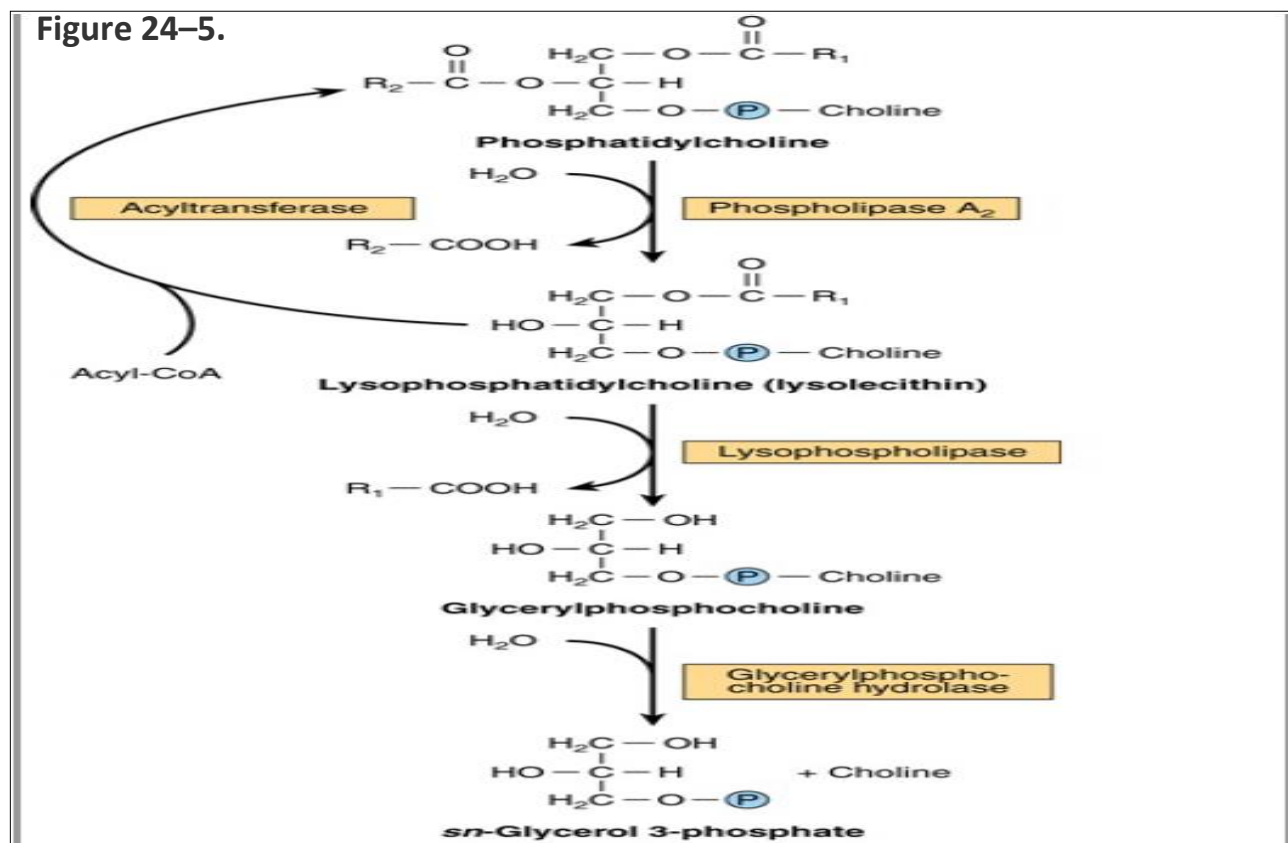 Figure 24–5.
O
||
H₂C — O — C — R₁
O
||
R₂ — C — O — C — H
H₂C — O — P — Choline
Phosphatidylcholine
H₂O
Acyltransferase
Phospholipase A₂
R₂ — COOH
O
||
H₂C — O — C — R₁
HO — C — H
H₂C — O — P — Choline
Acyl-CoA
Lysophosphatidylcholine (lysolecithin)
H₂O
Lysophospholipase
R₁ — COOH
H₂C — OH
HO — C — H
H₂C — O — P — Choline
Glycerylphosphocholine
H₂O
Glycerylphospho-
choline hydrolase
H₂C — OH
HO — C — H + Choline
H₂C — O — P
sn-Glycerol 3-phosphate